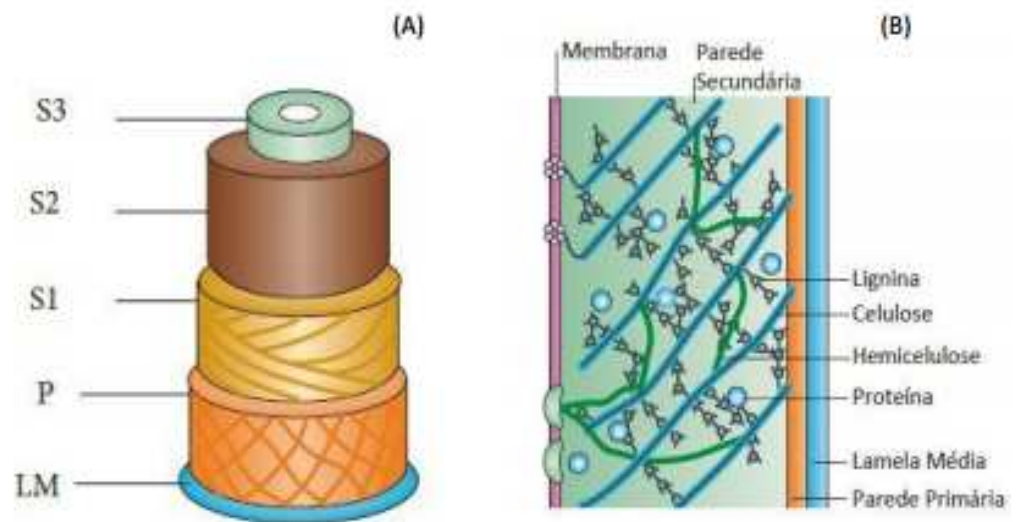 (A)
S3
S2
S1
P
LM
(B)
Membrana
Parede
Secundária
Lignina
Celulose
Hemicelulose
Proteína
Lamela Média
Parede Primária